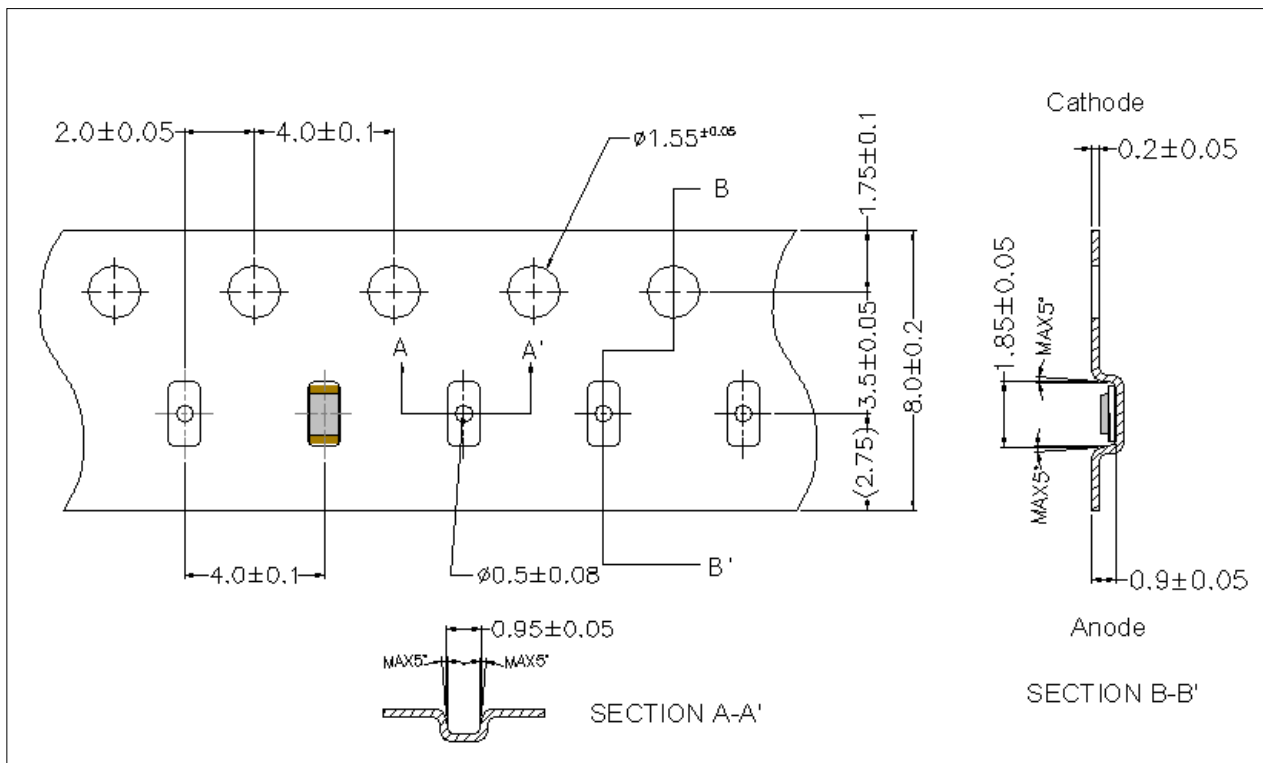 Cathode
2.0±0.05
4.0±0.1
ø1.55±0.05
1.75±0.1
0.2±0.05
B
A
A'
3.5±0.05
8.0±0.2
1.85±0.05
MAX5°
MAX5°
(2.75)
4.0±0.1
ø0.5±0.08
B'
0.9±0.05
0.95±0.05
Anode
MAX5°
MAX5°
SECTION A-A'
SECTION B-B'